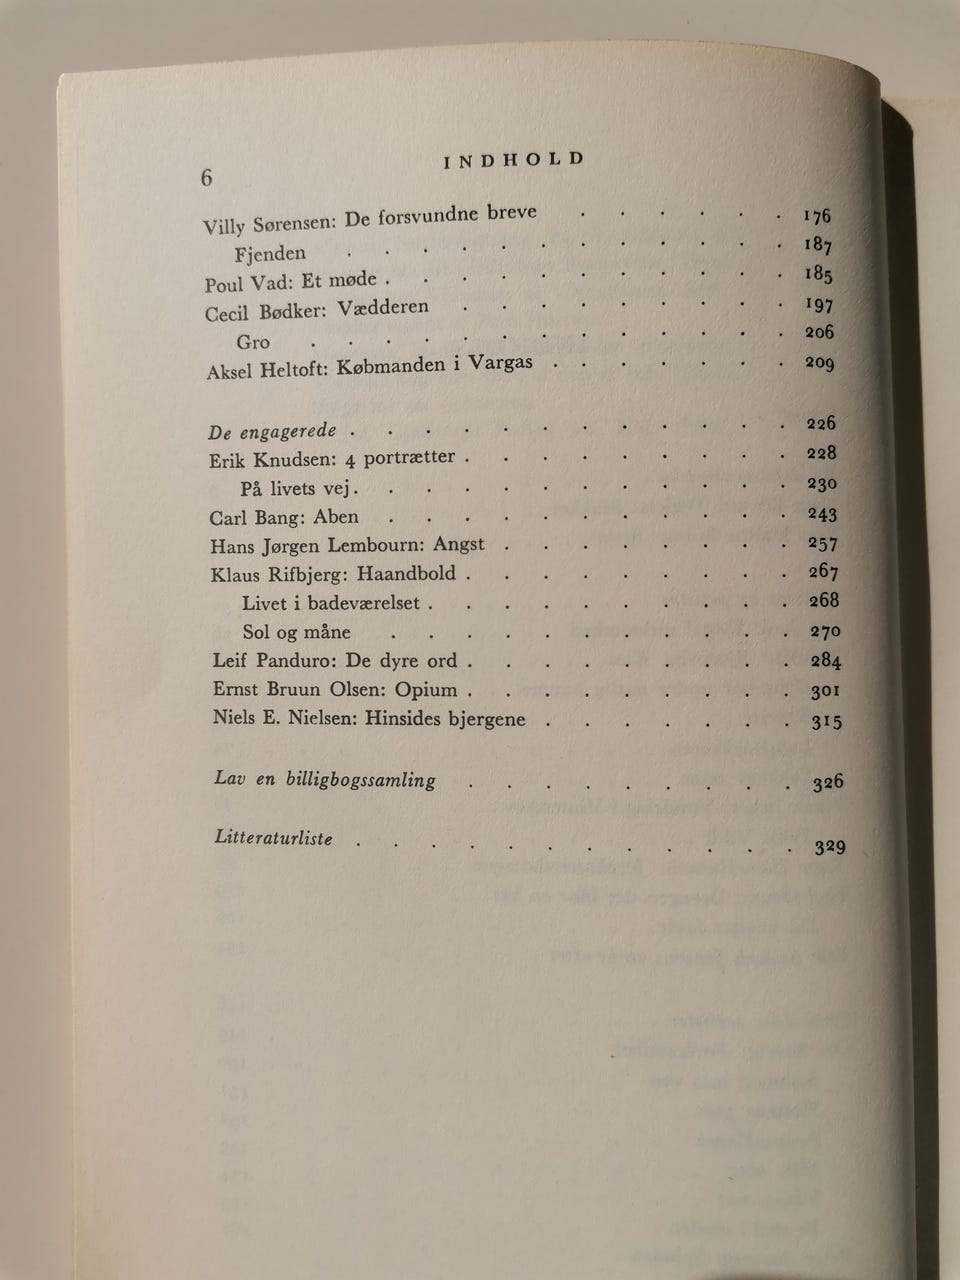 6
INDHOLD
Villy Sørensen: De forsvundne breve . . . . . . 176
Fjenden . . . . . . . . . . . . 187
Poul Vad: Et møde . . . . . . . . . . . 185
Cecil Bødker: Vædderen . . . . . . . . . 197
Gro . . . . . . . . . . . . . 206
Aksel Heltoft: Købmanden i Vargas . . . . . . . 209
De engagerede . . . . . . . . . . . . 226
Erik Knudsen: 4 portrætter . . . . . . . . . 228
På livets vej . . . . . . . . . . . . 230
Carl Bang: Aben . . . . . . . . . . . 243
Hans Jørgen Lembourn: Angst . . . . . . . . 257
Klaus Rifbjerg: Haandbold . . . . . . . . . 267
Livet i badeværelset . . . . . . . . . . 268
Sol og måne . . . . . . . . . . . 270
Leif Panduro: De dyre ord . . . . . . . . . 284
Ernst Bruun Olsen: Opium . . . . . . . . . 301
Niels E. Nielsen: Hinsides bjergene . . . . . . . 315
Lav en billigbogssamling . . . . . . . . . 326
Litteraturliste . . . . . . . . . . . . 329